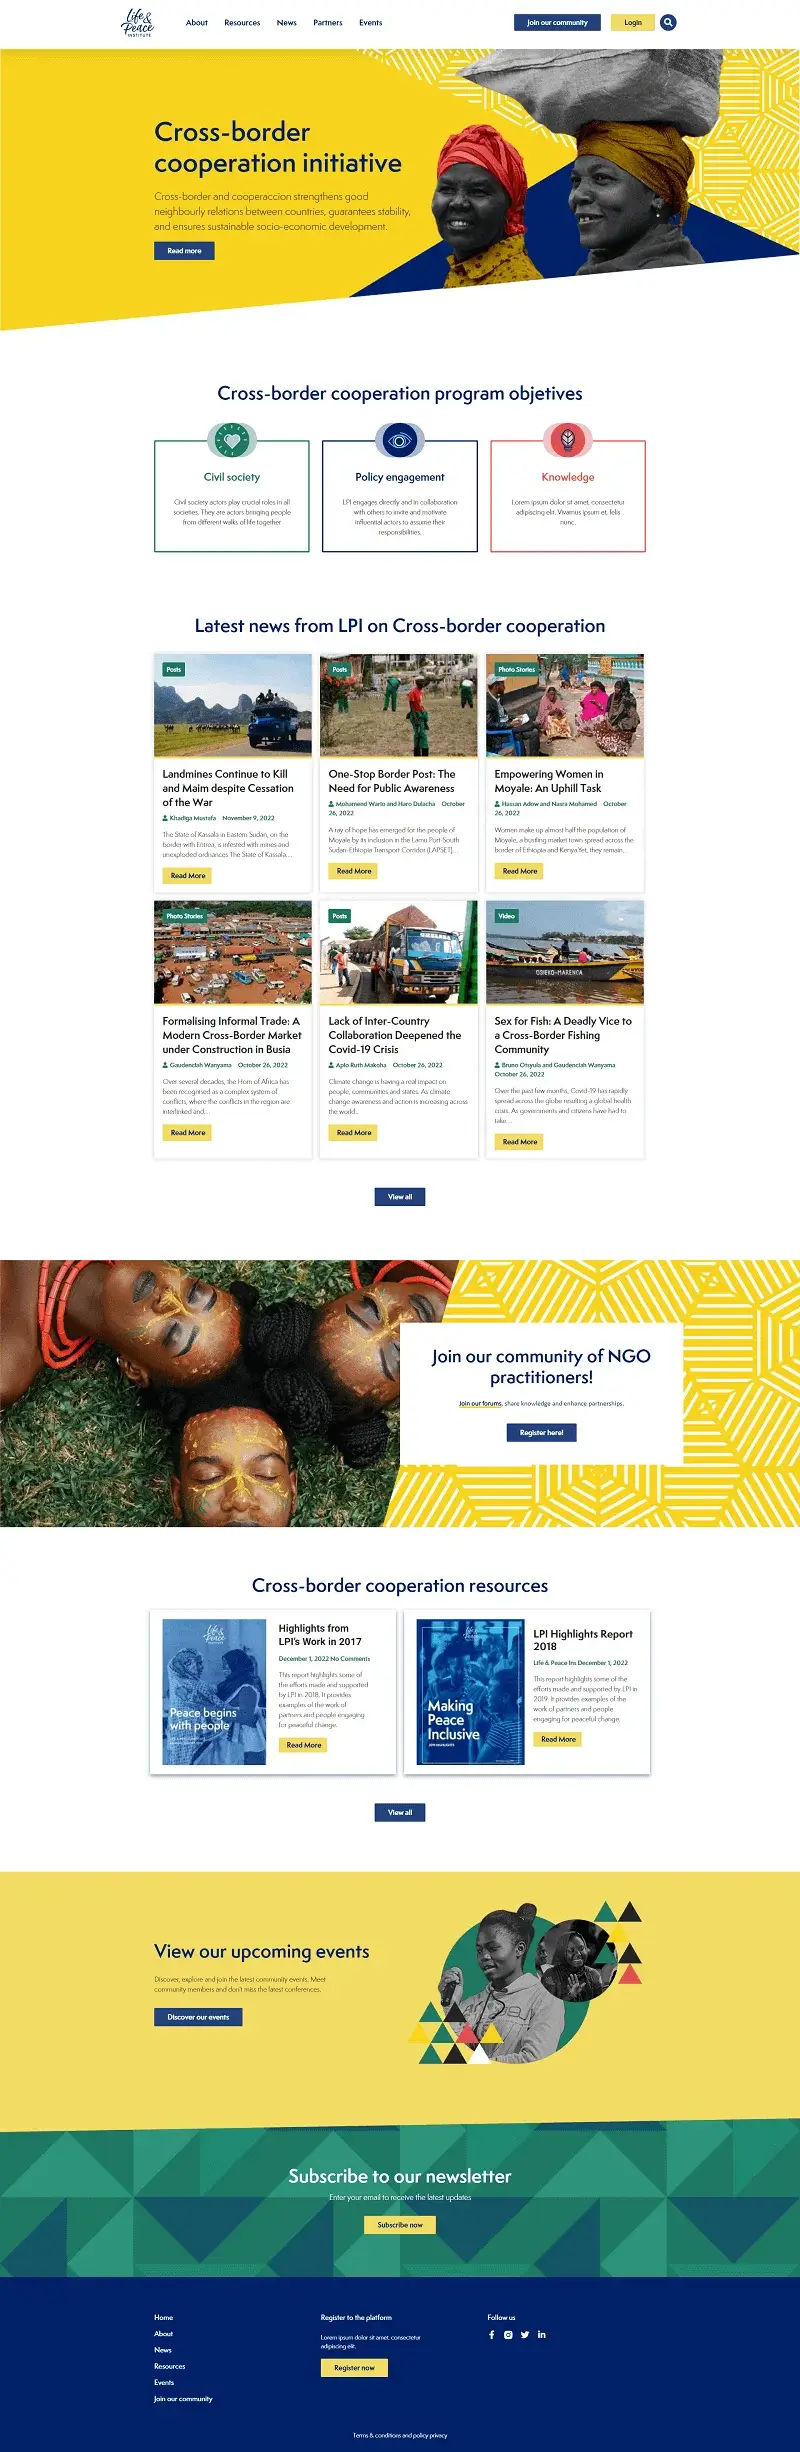 Life & Peace
INSTITUTE
About Resources News Partners Events
Join our community
Login
Cross-border
cooperation initiative
Cross-border and cooperaccion strengthens good
neighbourly relations between countries, guarantees stability,
and ensures sustainable socio-economic development.
Read more
Cross-border cooperation program objetives
Civil society
Civil society actors play crucial roles in all
societies. They are actors bringing people
from different walks of life together
Policy engagement
LPI engages directly and in collaboration
with others to invite and motivate
influential actors to assume their
responsibilities.
Knowledge
Lorem ipsum dolor sit amet, consectetur
adipiscing elit. Vivamus ipsum et, felis
nunc.
Latest news from LPI on Cross-border cooperation
Posts
Landmines Continue to Kill
and Maim despite Cessation
of the War
Khadiga Mustafa November 9, 2022
The State of Kassala in Eastern Sudan, on the
border with Eritrea, is infested with mines and
unexploded ordnances The State of Kassala…
Read More
Posts
One-Stop Border Post: The
Need for Public Awareness
Mohamend Wario and Haro Dulacha October
26, 2022
A ray of hope has emerged for the people of
Moyale by its inclusion in the Lamu Port-South
Sudan-Ethiopia Transport Corridor (LAPSET)…
Read More
Photo Stories
Empowering Women in
Moyale: An Uphill Task
Hassan Adow and Nasra Mohamed October
26, 2022
Women make up almost half the population of
Moyale, a bustling market town spread across the
border of Ethiopia and Kenya.Yet, they remain…
Read More
Photo Stories
Formalising Informal Trade: A
Modern Cross-Border Market
under Construction in Busia
Gaudenciah Wanyama October 26, 2022
Over several decades, the Horn of Africa has
been recognised as a complex system of
conflicts, where the conflicts in the region are
interlinked and…
Read More
Posts
Lack of Inter-Country
Collaboration Deepened the
Covid-19 Crisis
Apio Ruth Makoha October 26, 2022
Climate change is having a real impact on
people, communities and states. As climate
change awareness and action is increasing across
the world…
Read More
Video
OGIEKO-MARENCA
Sex for Fish: A Deadly Vice to
a Cross-Border Fishing
Community
Bruno Otsyula and Gaudenclah Wanyama
October 26, 2022
Over the past few months, Covid-19 has rapidly
spread across the globe resulting a global health
crisis. As governments and citizens have had to
take…
Read More
View all
Join our community of NGO
practitioners!
Join our forums, share knowledge and enhance partnerships.
Register here!
Cross-border cooperation resources
Life & Peace
INSTITUTE
Peace begins
with people
Highlights from
LPI's Work in 2017
December 1, 2022 No Comments
This report highlights some of
the efforts made and supported
by LPI in 2018. It provides
examples of the work of
partners and people engaging
for peaceful change.
Read More
Life & Peace
Making
Peace
Inclusive
LPI Highlights Report
2018
Life & Peace Ins December 1, 2022
This report highlights some of the
efforts made and supported by LPI in
2019. It provides examples of the
work of partners and people
engaging for peaceful change.
Read More
View all
View our upcoming events
Discover, explore and join the latest community events. Meet
community members and don't miss the latest conferences.
Discover our events
Subscribe to our newsletter
Enter your email to receive the latest updates
Subscribe now
Home
About
News
Resources
Events
Join our community
Register to the platform
Lorem ipsum dolor sit amet, consectetur
adipiscing elit.
Register now
Follow us
Terms & conditions and policy privacy